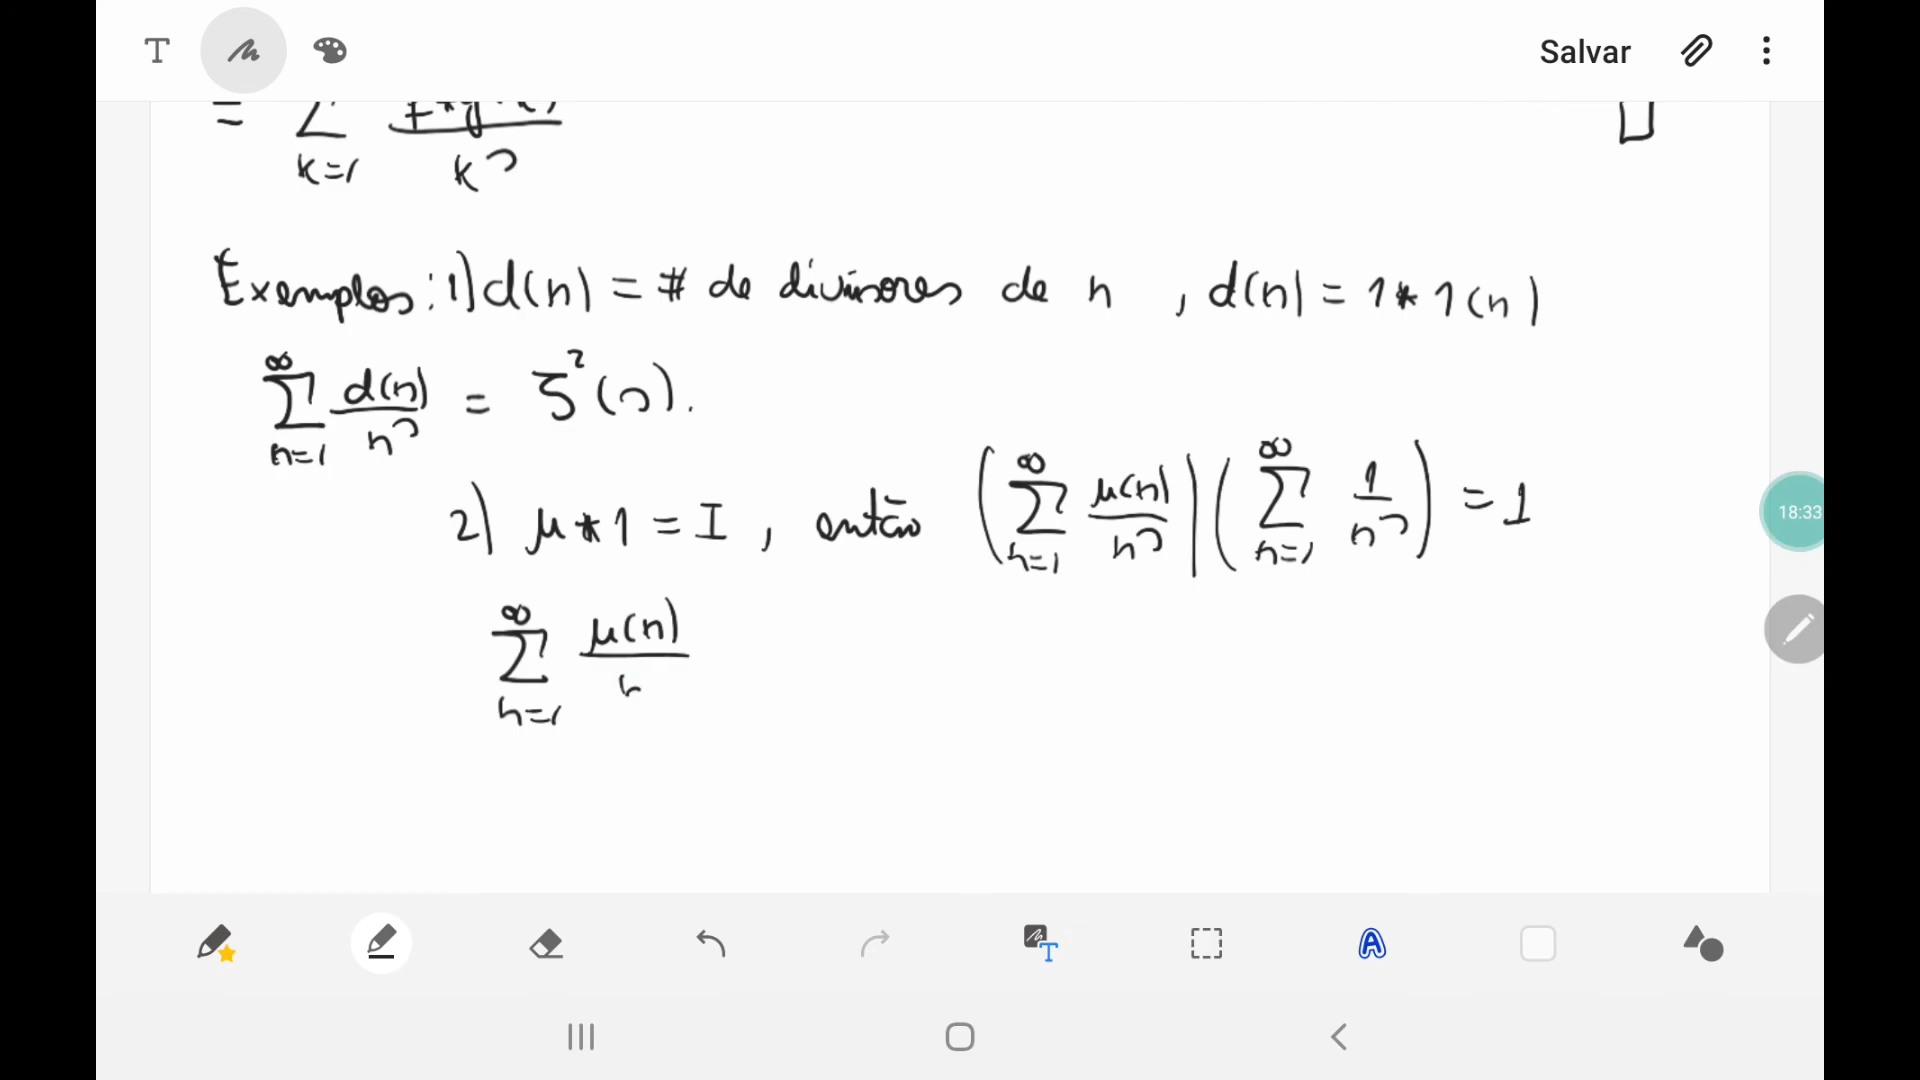 Salvar
= ∑_{k=1} f*g(k)/k^s
Exemplos: 1) d(n) = # de divisores de n , d(n) = 1 * 1(n)
∑_{n=1}^{∞} d(n)/n^s = ζ²(s).
2) μ * 1 = I , então (∑_{n=1}^{∞} μ(n)/n^s)(∑_{n=1}^{∞} 1/n^s) = 1
18:33
∑_{n=1}^{∞} μ(n)/n